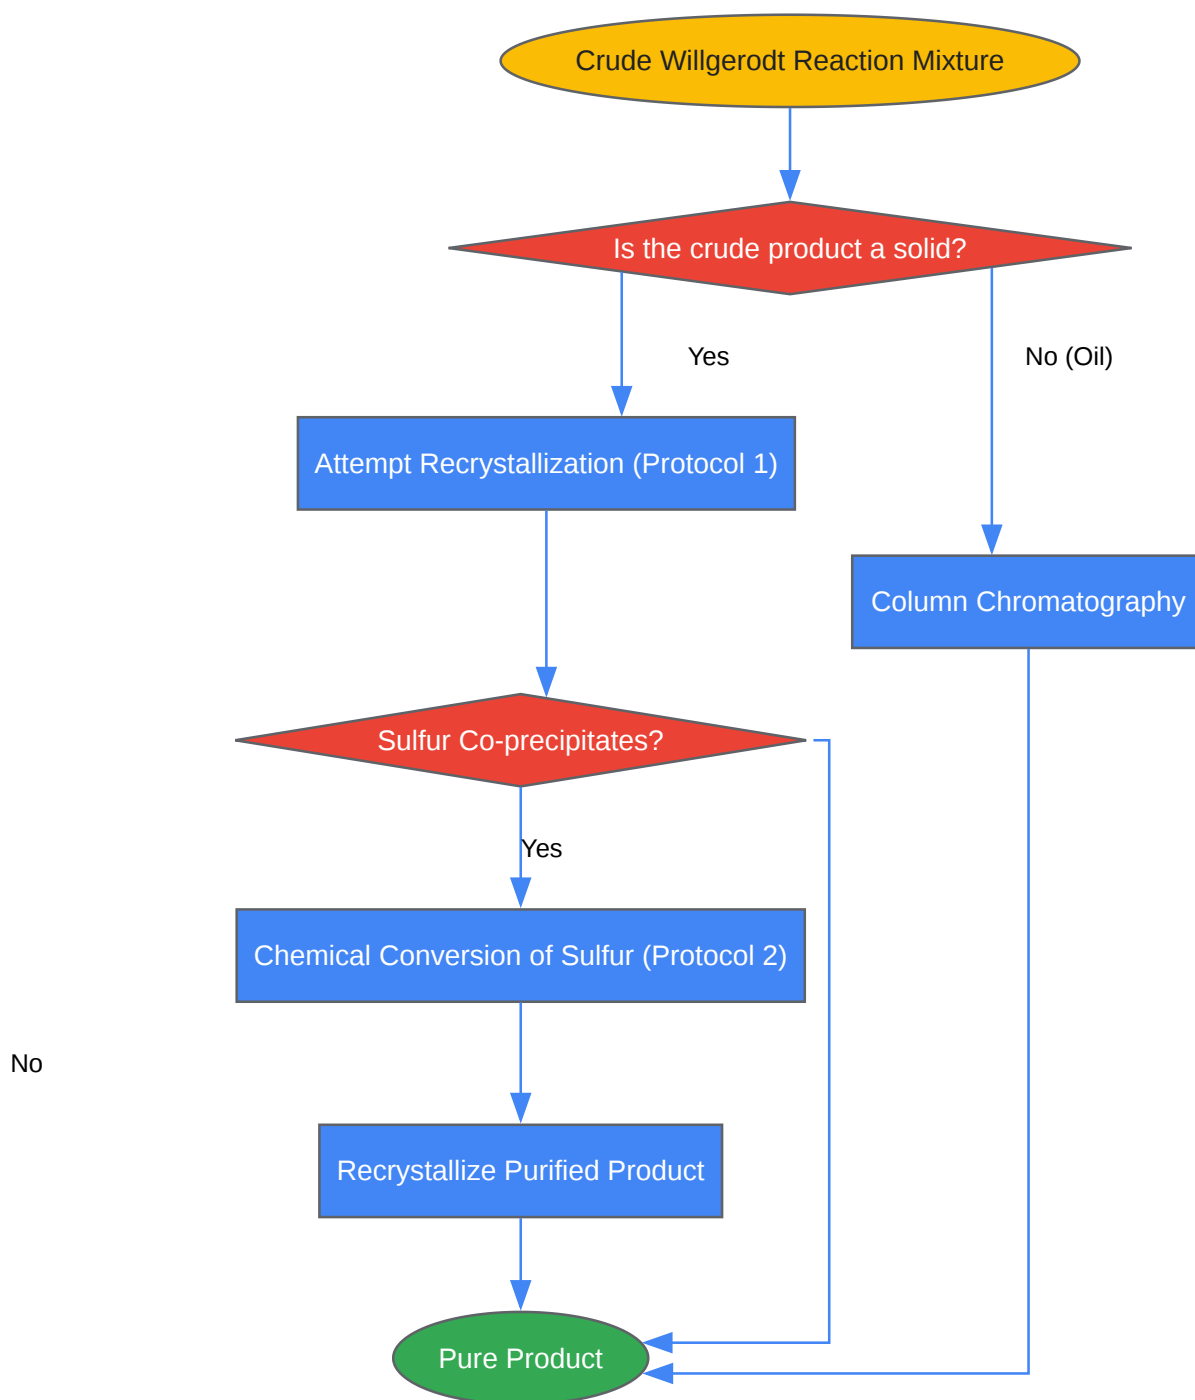 Crude Willgerodt Reaction Mixture
Is the crude product a solid?
Yes
No (Oil)
Attempt Recrystallization (Protocol 1)
Column Chromatography
Sulfur Co-precipitates?
Yes
Chemical Conversion of Sulfur (Protocol 2)
No
Recrystallize Purified Product
Pure Product